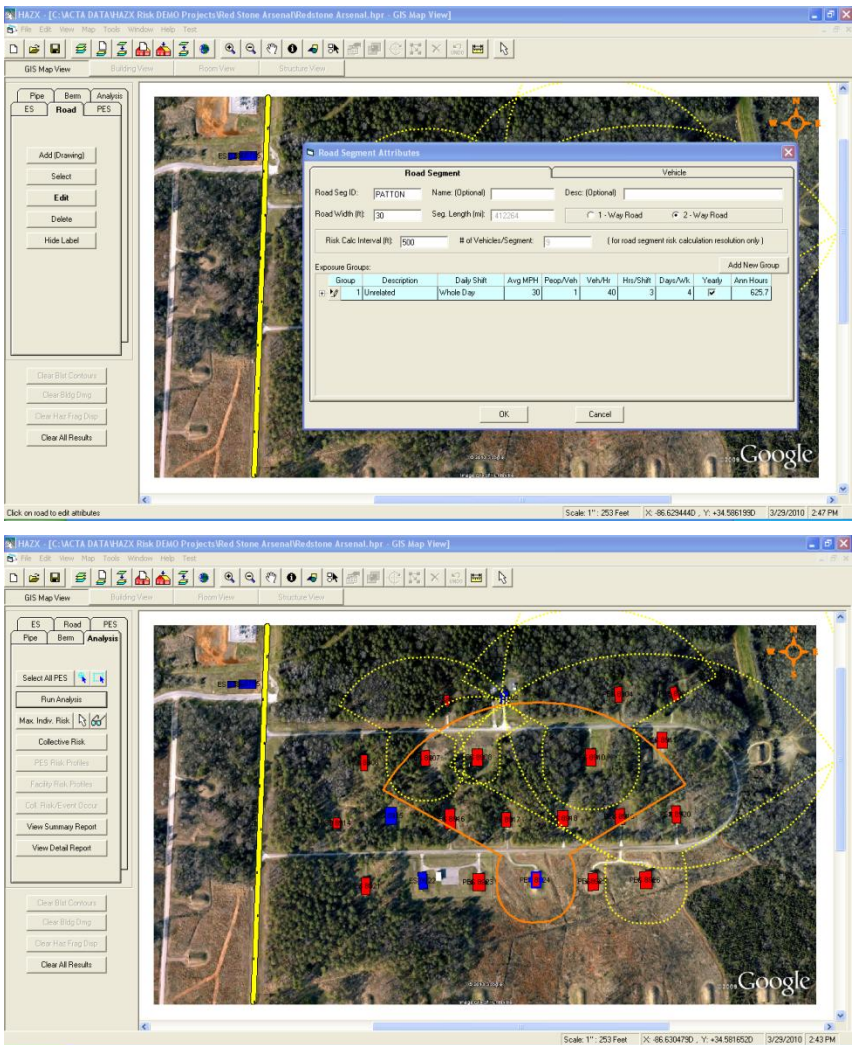 HAZX - [C:\ACTA DATA\HAZX Risk DEMO Projects\Red Stone Arsenal\Redstone Arsenal.hpr - GIS Map View]
File Edit View Map Tools Window Help Test
GIS Map View Building View Room View Structure View
Pipe Berm Analysis
ES Road PES
Add (Drawing)
Select
Edit
Delete
Hide Label
Clear Blst Contours
Clear Bldg Dmg
Clear Haz Frag Disp
Clear All Results
ES
N
Road Segment Attributes
Road Segment Vehicle
Road Seg ID: PATTON Name: (Optional) Desc: (Optional)
Road Width (ft): 30 Seg. Length (mi): 412264 1 - Way Road 2 - Way Road
Risk Calc Interval (ft): 500 # of Vehicles/Segment: 9 ( for road segment risk calculation resolution only )
Add New Group
Exposure Groups:
Group Description Daily Shift Avg MPH Peop/Veh Veh/Hr Hrs/Shift Days/Wk Yearly Ann Hours
1 Unrelated Whole Day 30 1 40 3 4 625.7
OK Cancel
Google
Click on road to edit attributes Scale: 1" : 253 Feet X: -86.629444D , Y: +34.586199D 3/29/2010 2:47 PM
HAZX - [C:\ACTA DATA\HAZX Risk DEMO Projects\Red Stone Arsenal\Redstone Arsenal.hpr - GIS Map View]
File Edit View Map Tools Window Help Test
GIS Map View Building View Room View Structure View
ES Road PES
Pipe Berm Analysis
Select All PES
Run Analysis
Max. Indiv. Risk
Collective Risk
PES Risk Profiles
Facility Risk Profiles
Coll. Risk/Event Occur
View Summary Report
View Detail Report
Clear Blst Contours
Clear Bldg Dmg
Clear Haz Frag Disp
Clear All Results
ES
N
Google
Scale: 1" : 253 Feet X: -86.630479D , Y: +34.581652D 3/29/2010 2:43 PM